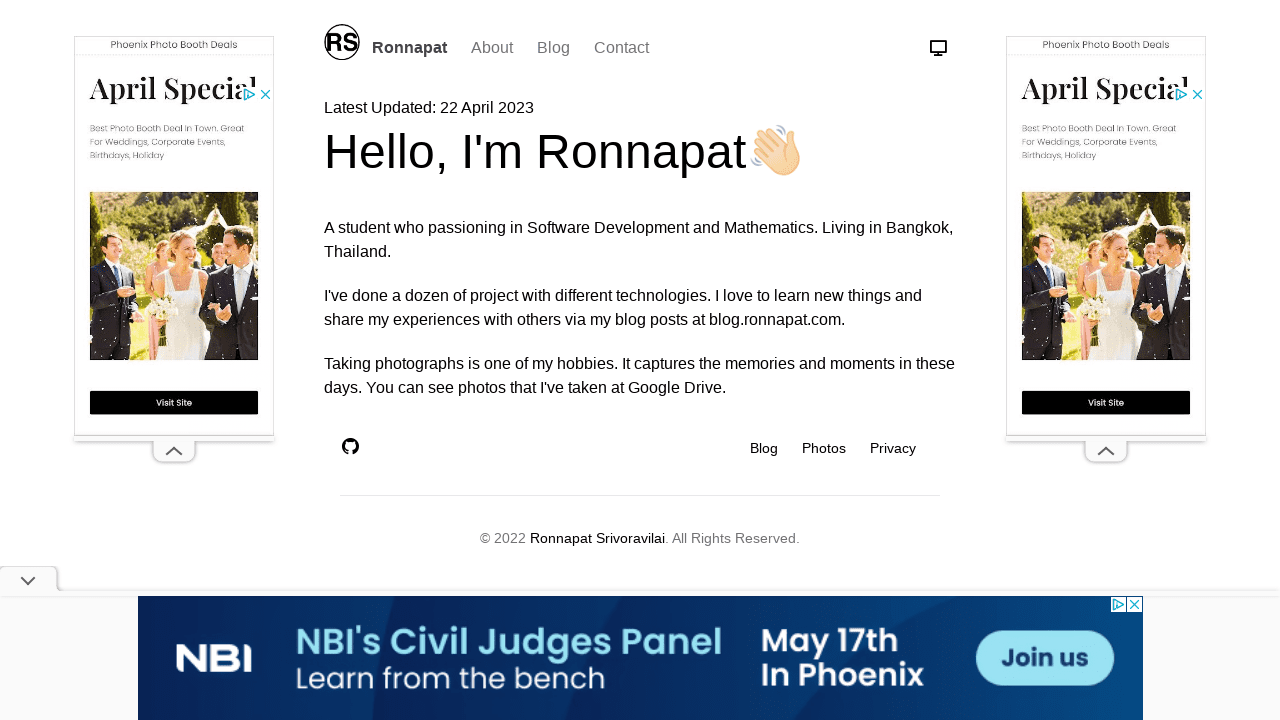 RS
Ronnapat
About
Blog
Contact
Phoenix Photo Booth Deals
April Special
Best Photo Booth Deal In Town. Great
For Weddings, Corporate Events,
Birthdays, Holiday
Visit Site
Latest Updated: 22 April 2023
Hello, I'm Ronnapat
A student who passioning in Software Development and Mathematics. Living in Bangkok,
Thailand.
I've done a dozen of project with different technologies. I love to learn new things and
share my experiences with others via my blog posts at blog.ronnapat.com.
Taking photographs is one of my hobbies. It captures the memories and moments in these
days. You can see photos that I've taken at Google Drive.
Blog
Photos
Privacy
© 2022 Ronnapat Srivoravilai. All Rights Reserved.
Phoenix Photo Booth Deals
April Special
Best Photo Booth Deal In Town. Great
For Weddings, Corporate Events,
Birthdays, Holiday
Visit Site
NBI
NBI's Civil Judges Panel
Learn from the bench
May 17th
In Phoenix
Join us